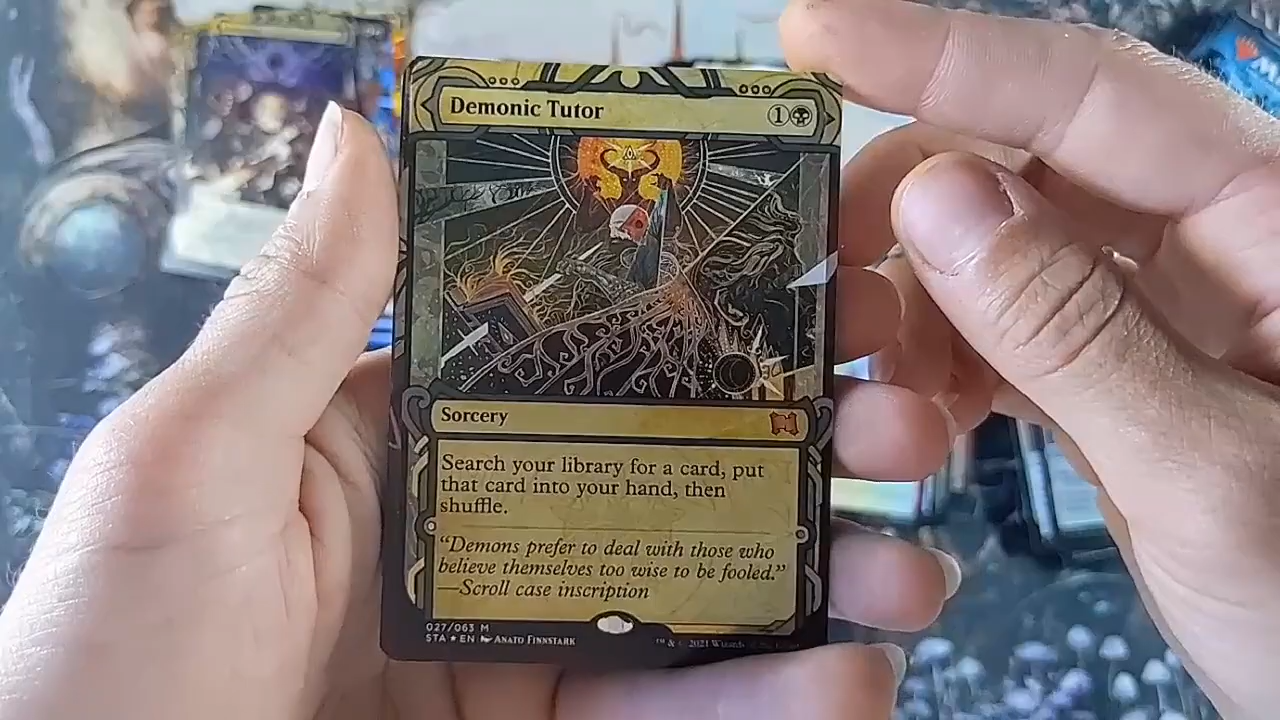 Demonic Tutor 1
Sorcery
Search your library for a card, put
that card into your hand, then
shuffle.
“Demons prefer to deal with those who
believe themselves too wise to be fooled.”
—Scroll case inscription
027/063 M
STA ★ EN Anato Finnstark
™ & © 2021 Wizards